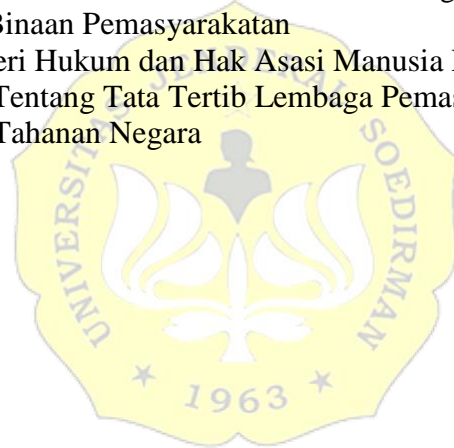 Binaan Pemasyarakatan
eri Hukum dan Hak Asasi Manusia
Tentang Tata Tertib Lembaga Pemas
Tahanan Negara
UNIVERSITAS JENDERAL SOEDIRMAN
* 1963 *